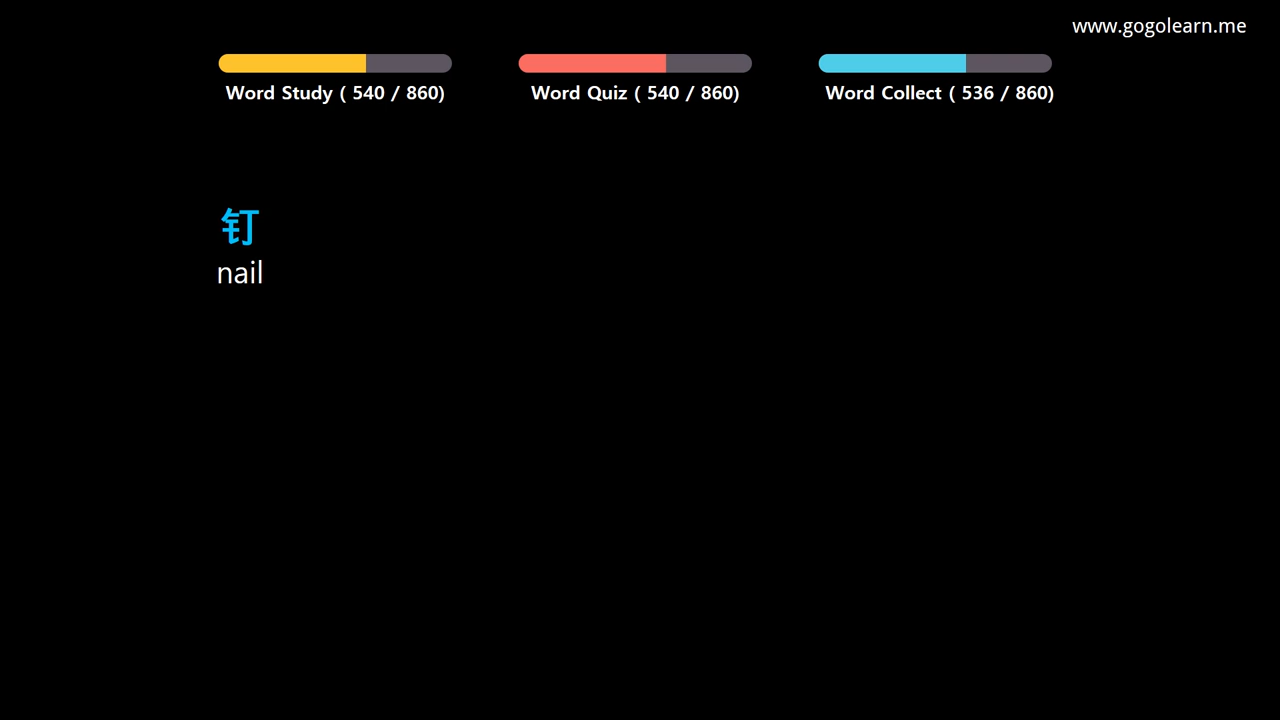 www.gogolearn.me
Word Study ( 540 / 860)
Word Quiz ( 540 / 860)
Word Collect ( 536 / 860)
钉
nail